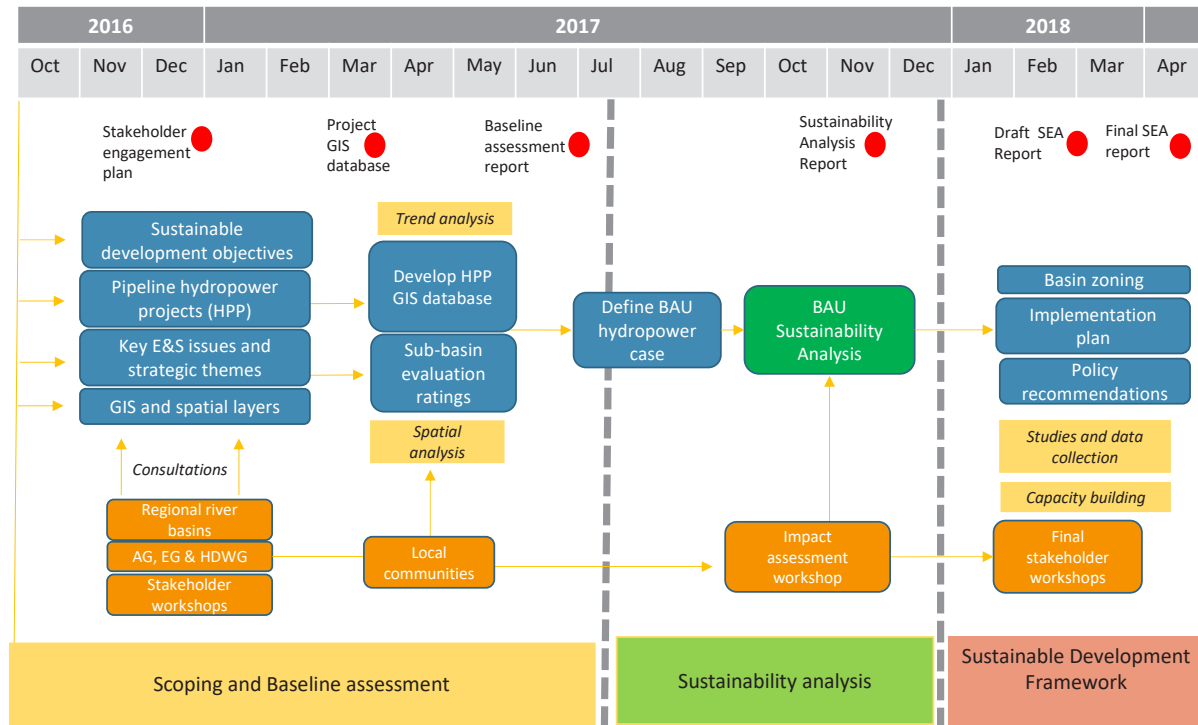 2016
2017
2018
Oct
Nov
Dec
Jan
Feb
Mar
Apr
May
Jun
Jul
Aug
Sep
Oct
Nov
Dec
Jan
Feb
Mar
Apr
Stakeholder
engagement
plan
Project
GIS
database
Baseline
assessment
report
Sustainability
Analysis
Report
Draft SEA
Report
Final SEA
report
Sustainable
development objectives
Pipeline hydropower
projects (HPP)
Key E&S issues and
strategic themes
GIS and spatial layers
Trend analysis
Develop HPP
GIS database
Sub-basin
evaluation
ratings
Spatial
analysis
Define BAU
hydropower
case
BAU
Sustainability
Analysis
Basin zoning
Implementation
plan
Policy
recommendations
Studies and data
collection
Capacity building
Consultations
Regional river
basins
AG, EG & HDWG
Stakeholder
workshops
Local
communities
Impact
assessment
workshop
Final
stakeholder
workshops
Scoping and Baseline assessment
Sustainability analysis
Sustainable Development
Framework